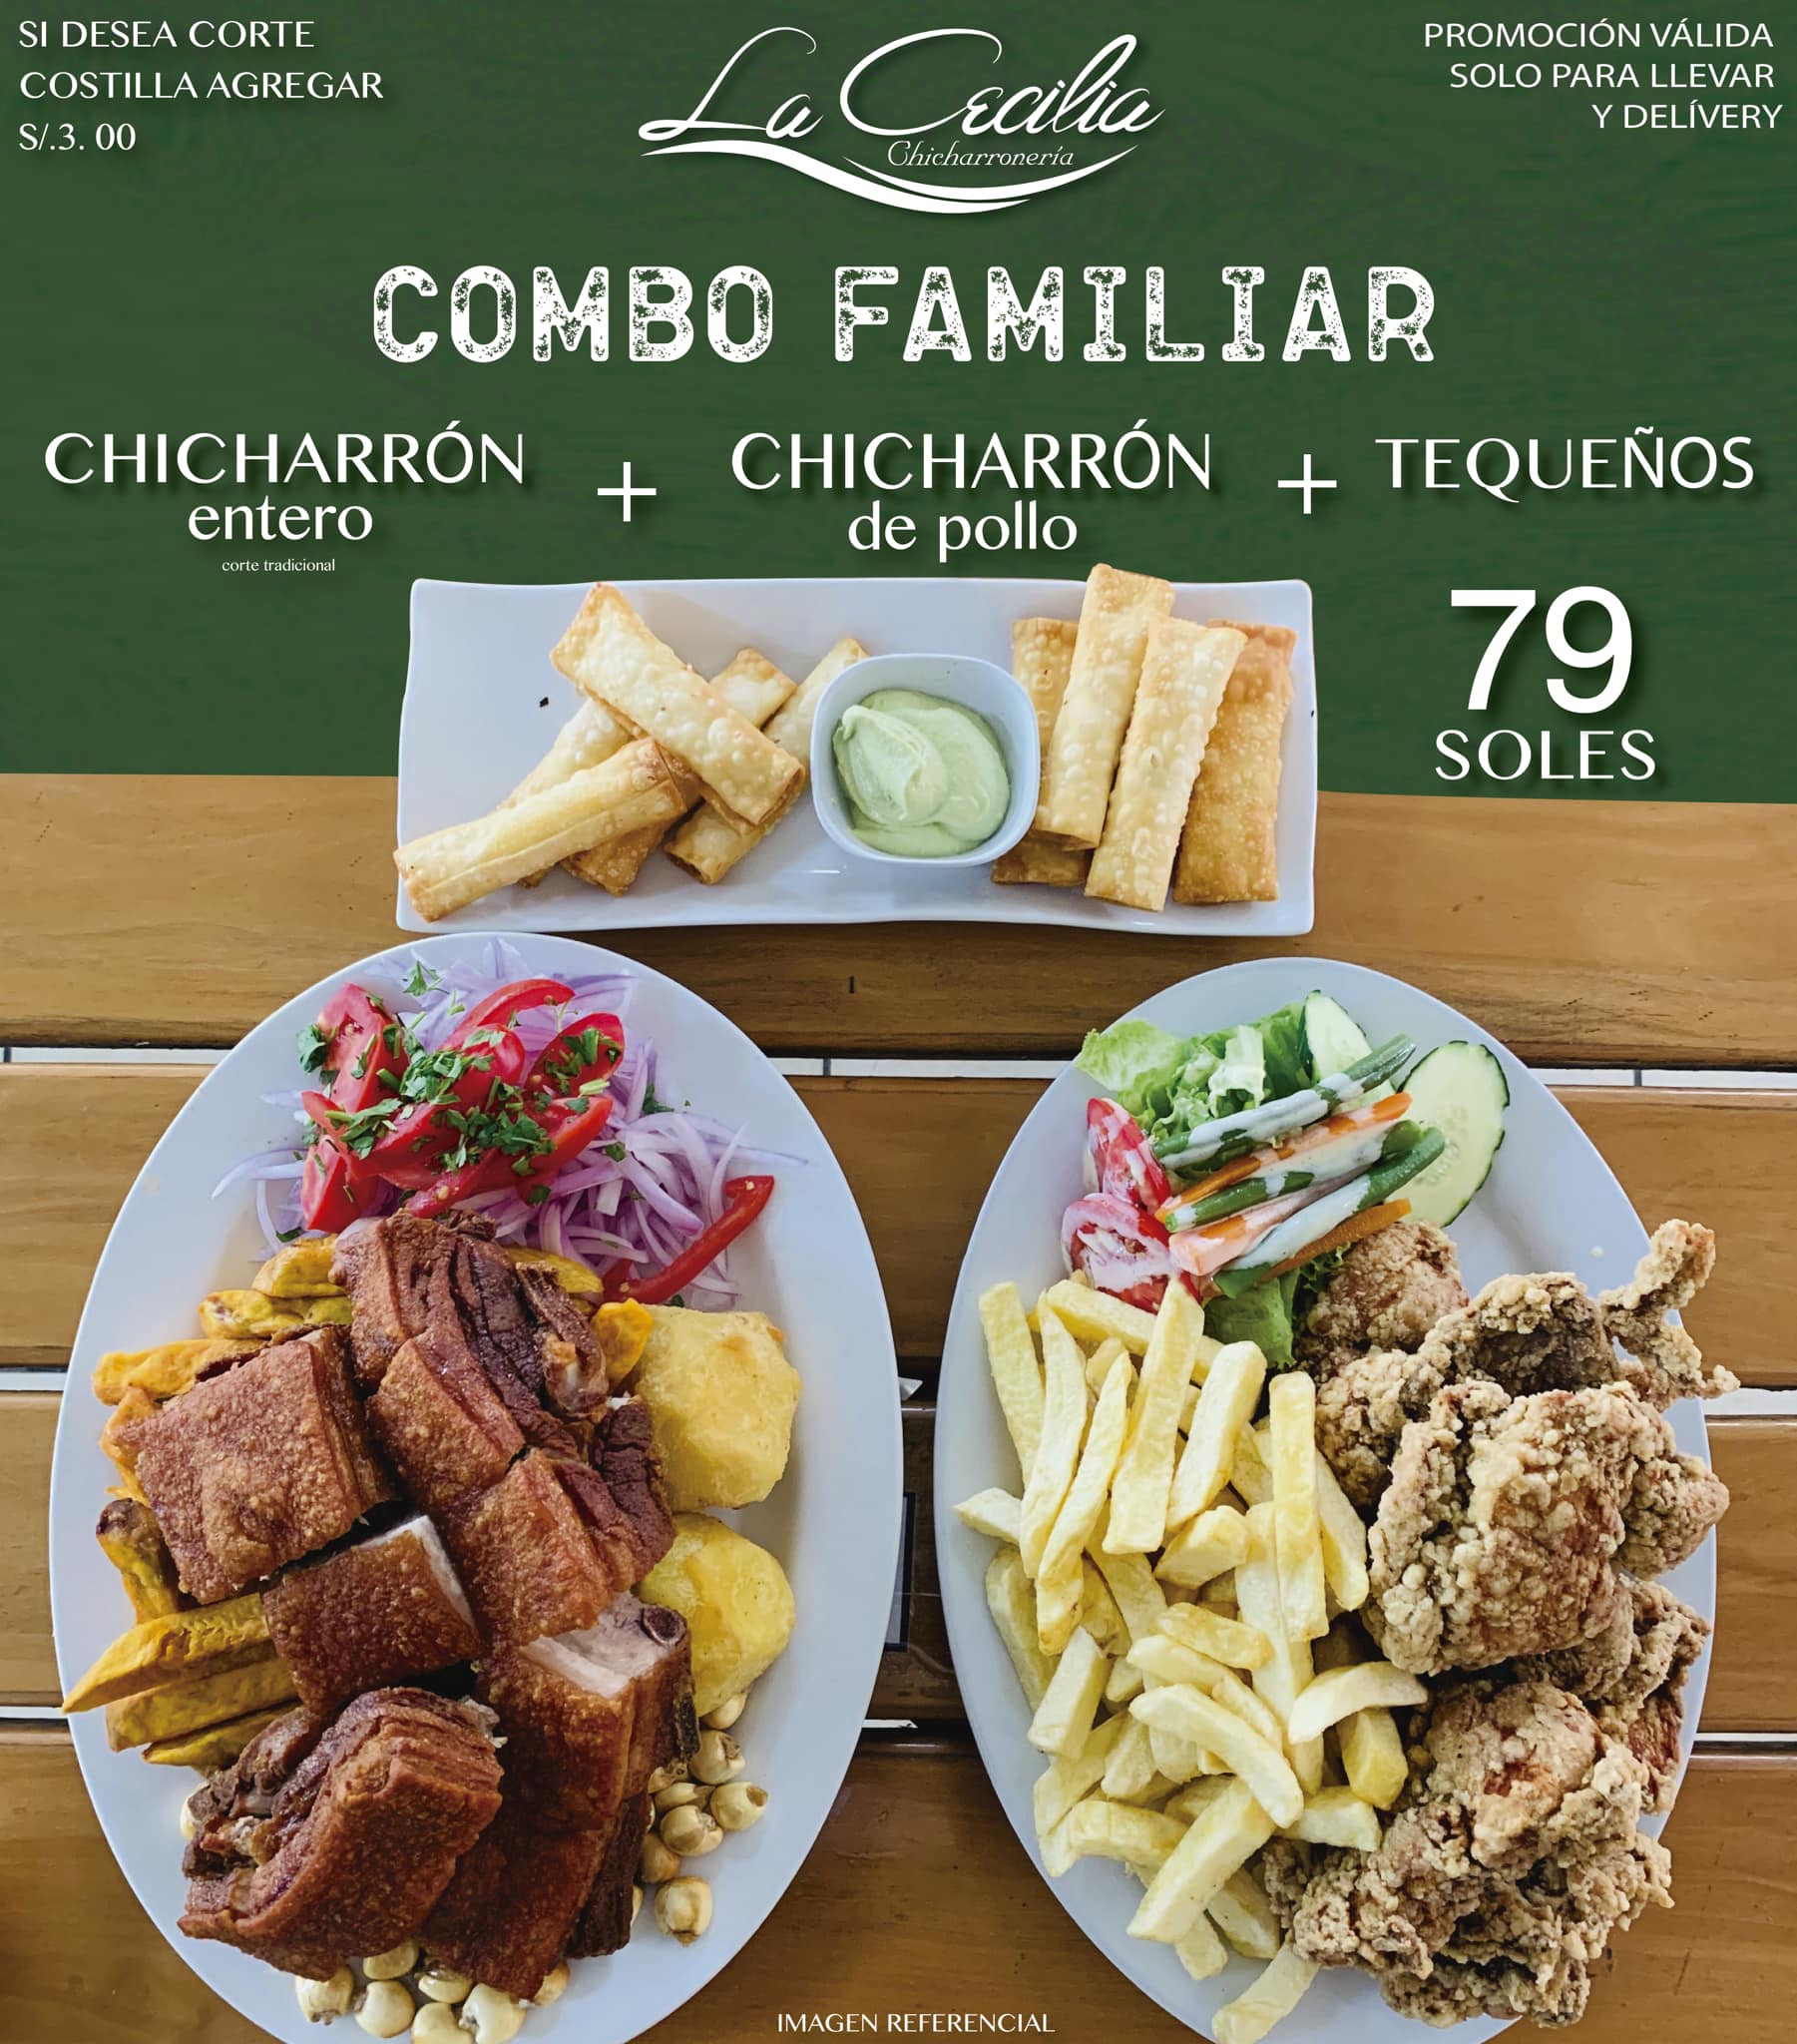 SI DESEA CORTE
COSTILLA AGREGAR
S/.3. 00
La Cecilia
Chicharronería
PROMOCIÓN VÁLIDA
SOLO PARA LLEVAR
Y DELÍVERY
COMBO FAMILIAR
CHICHARRÓN
entero
corte tradicional
+
CHICHARRÓN
de pollo
+
TEQUEÑOS
79
SOLES
IMAGEN REFERENCIAL